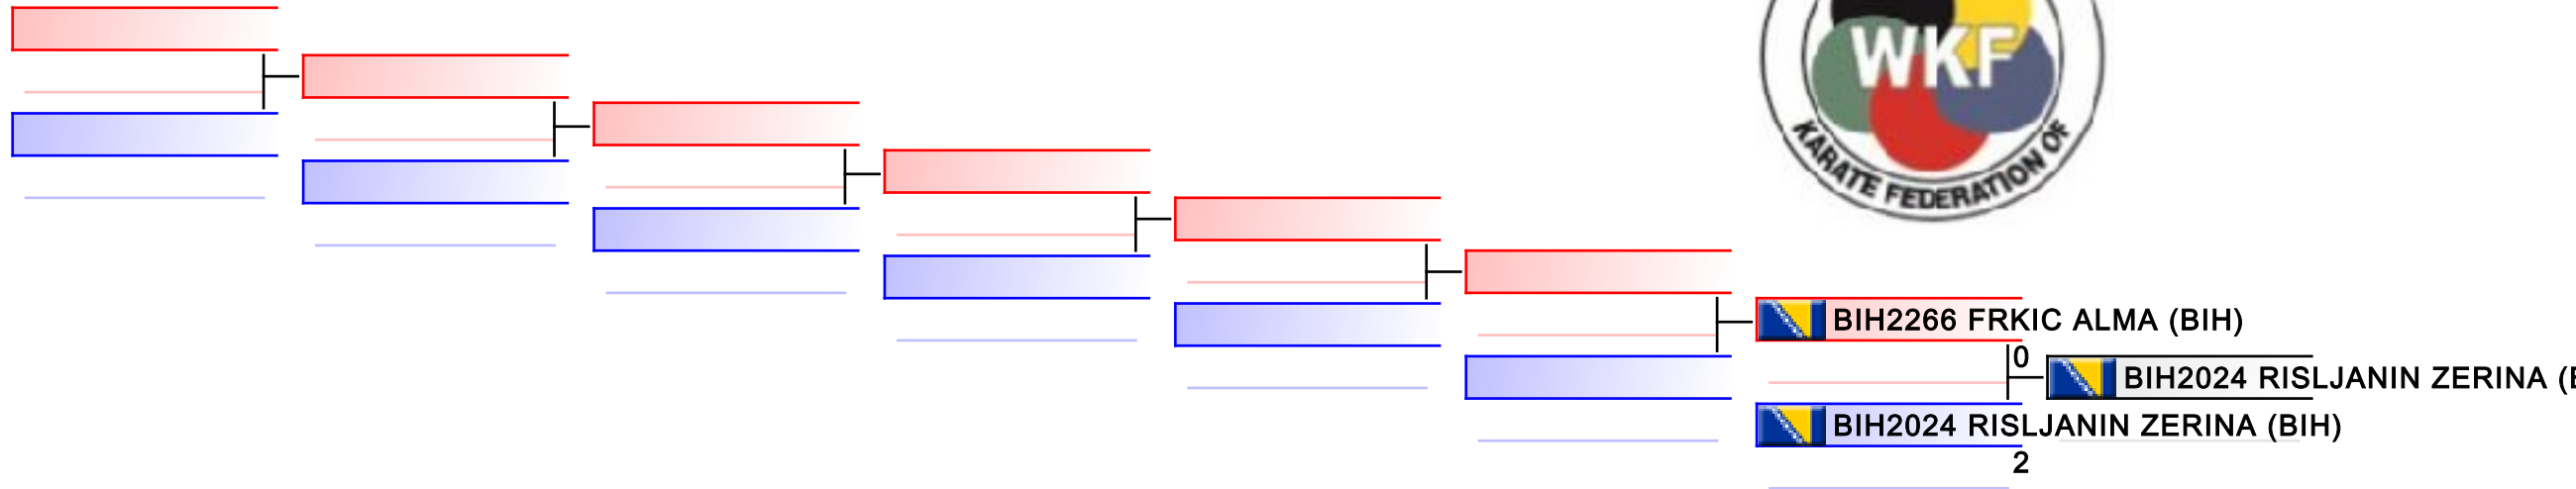 WKF
KARATE FEDERATION OF
BIH2266 FRKIC ALMA (BIH)
0
BIH2024 RISLJANIN ZERINA (
BIH2024 RISLJANIN ZERINA (BIH)
2